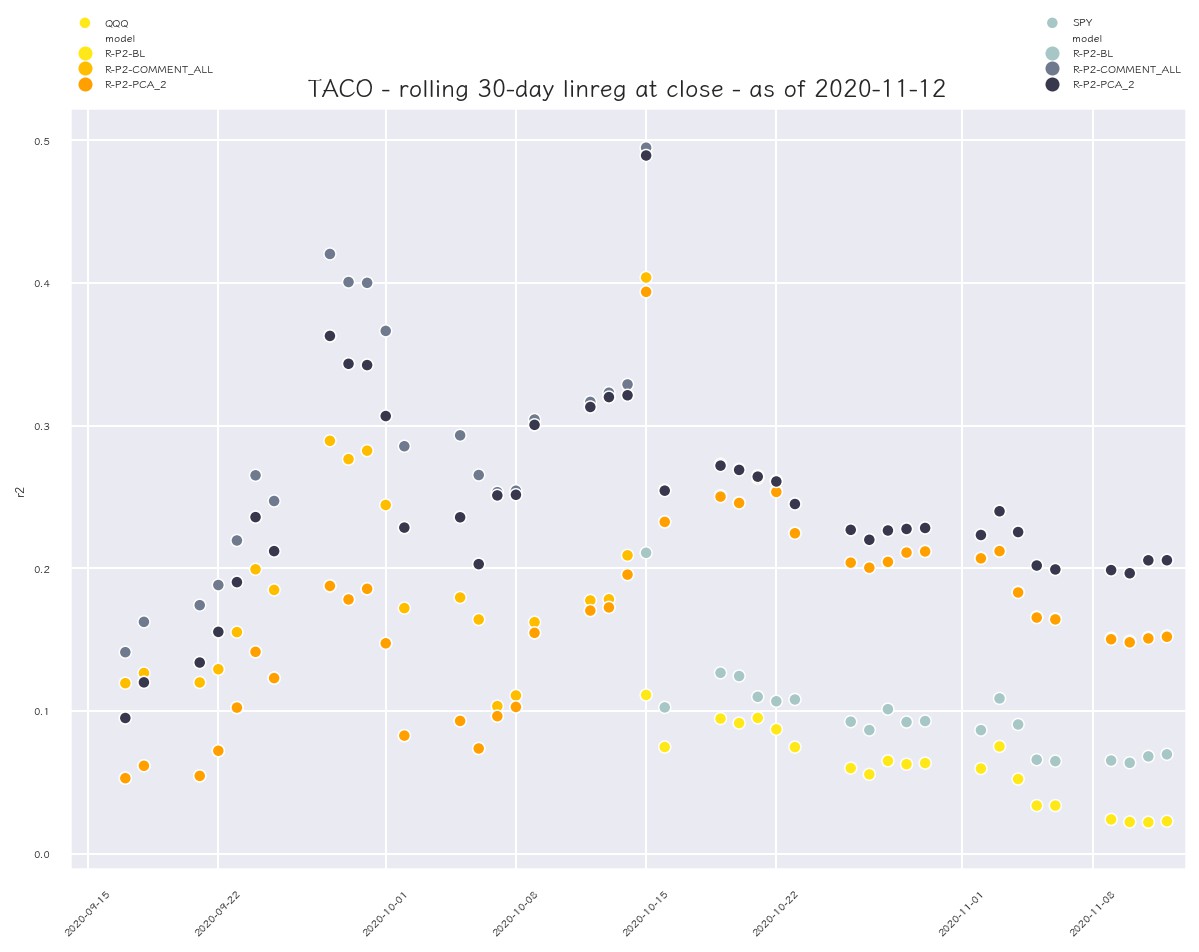 QQQ
model
R-P2-BL
R-P2-COMMENT_ALL
R-P2-PCA_2
SPY
model
R-P2-BL
R-P2-COMMENT_ALL
R-P2-PCA_2
TACO - rolling 30-day linreg at close - as of 2020-11-12
0.5
0.4
0.3
0.2
0.1
0.0
r2
2020-09-15
2020-09-22
2020-10-01
2020-10-08
2020-10-15
2020-10-22
2020-11-01
2020-11-08